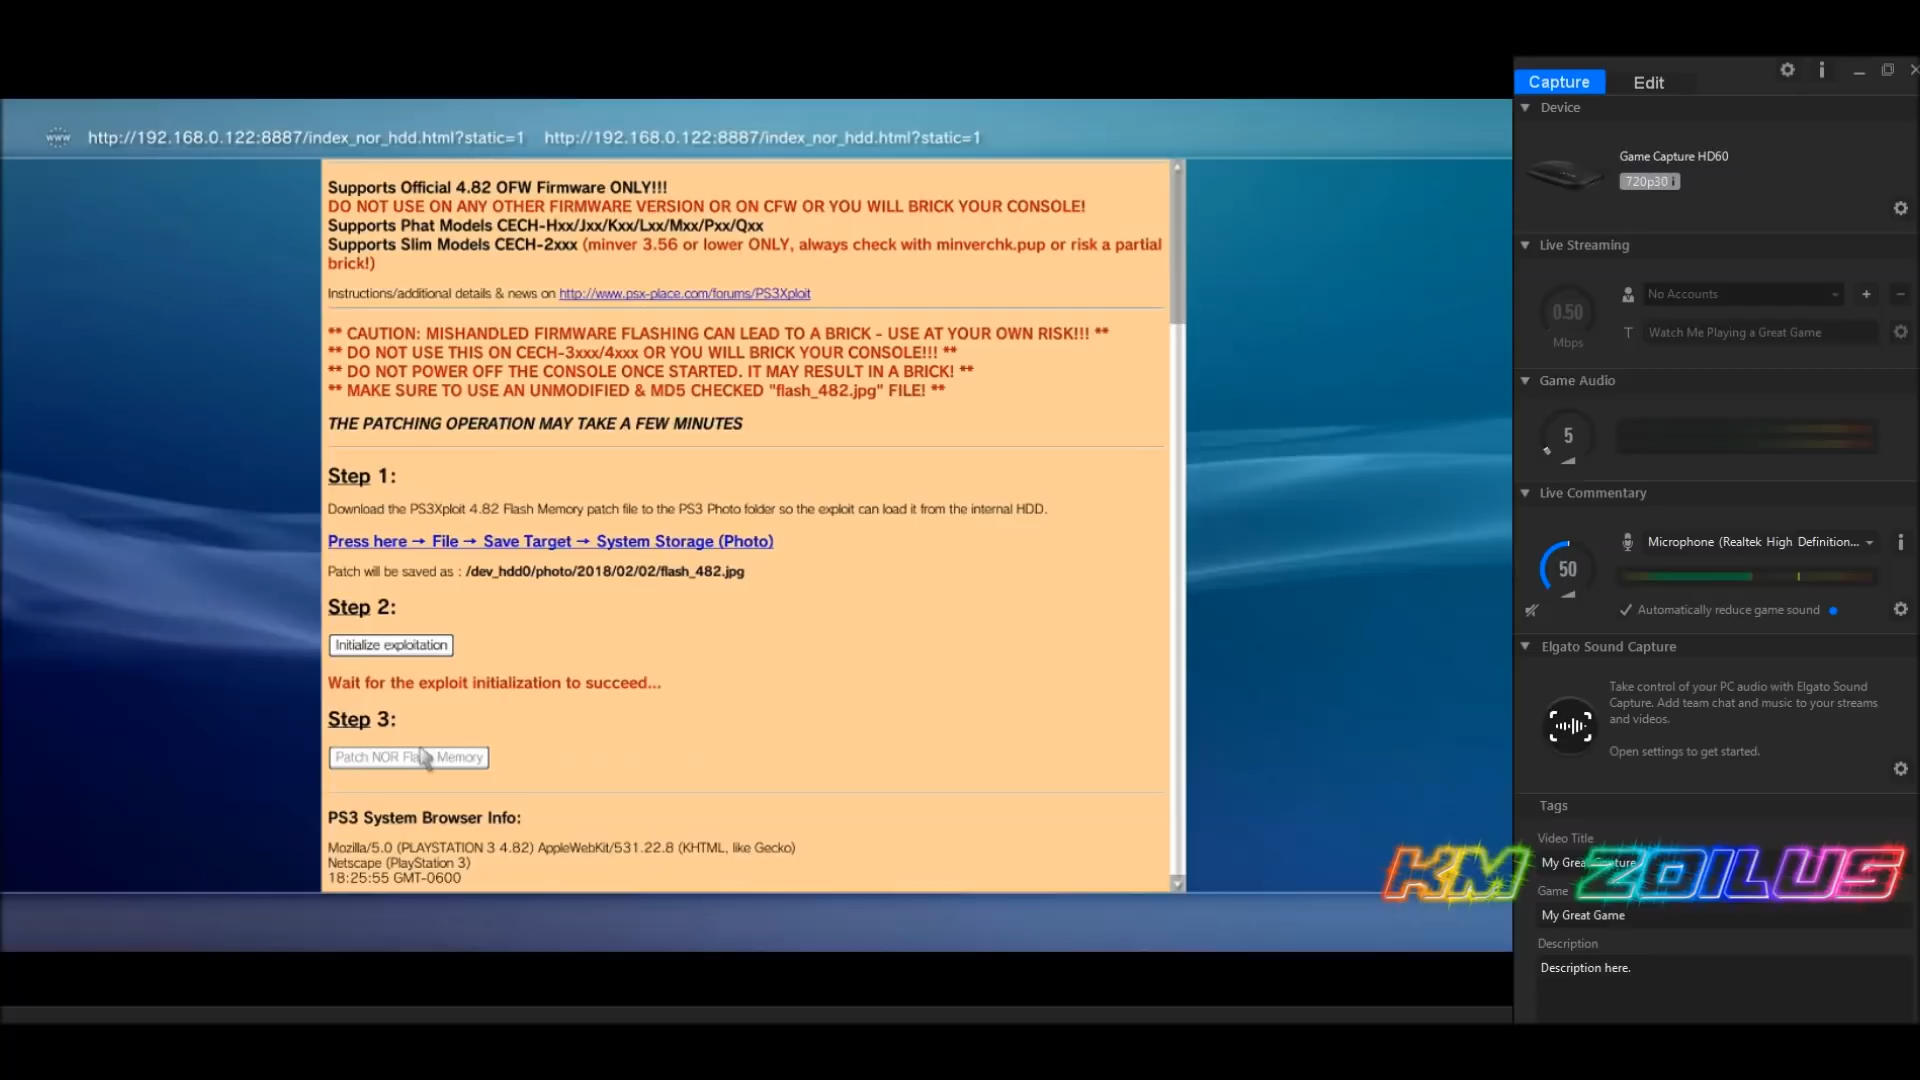 Capture
Edit
Device
www http://192.168.0.122:8887/index_nor_hdd.html?static=1 http://192.168.0.122:8887/index_nor_hdd.html?static=1
Supports Official 4.82 OFW Firmware ONLY!!!
DO NOT USE ON ANY OTHER FIRMWARE VERSION OR ON CFW OR YOU WILL BRICK YOUR CONSOLE!
Supports Phat Models CECH-Hxx/Jxx/Kxx/Lxx/Mxx/Pxx/Qxx
Supports Slim Models CECH-2xxx (minver 3.56 or lower ONLY, always check with minverchk.pup or risk a partial
brick!)
Instructions/additional details & news on http://www.psx-place.com/forums/PS3Xploit
** CAUTION: MISHANDLED FIRMWARE FLASHING CAN LEAD TO A BRICK - USE AT YOUR OWN RISK!!! **
** DO NOT USE THIS ON CECH-3xxx/4xxx OR YOU WILL BRICK YOUR CONSOLE!!! **
** DO NOT POWER OFF THE CONSOLE ONCE STARTED. IT MAY RESULT IN A BRICK! **
** MAKE SURE TO USE AN UNMODIFIED & MD5 CHECKED "flash_482.jpg" FILE! **
THE PATCHING OPERATION MAY TAKE A FEW MINUTES
Step 1:
Download the PS3Xploit 4.82 Flash Memory patch file to the PS3 Photo folder so the exploit can load it from the internal HDD.
Press here → File → Save Target → System Storage (Photo)
Patch will be saved as : /dev_hdd0/photo/2018/02/02/flash_482.jpg
Step 2:
Initialize exploitation
Wait for the exploit initialization to succeed...
Step 3:
Patch NOR Flash Memory
PS3 System Browser Info:
Mozilla/5.0 (PLAYSTATION 3 4.82) AppleWebKit/531.22.8 (KHTML, like Gecko)
Netscape (PlayStation 3)
18:25:55 GMT-0600
Game Capture HD60
720p30 i
Live Streaming
0.50
Mbps
No Accounts
T Watch Me Playing a Great Game
Game Audio
5
Live Commentary
50
Microphone (Realtek High Definition...
Automatically reduce game sound
Elgato Sound Capture
Take control of your PC audio with Elgato Sound
Capture. Add team chat and music to your streams
and videos.
Open settings to get started.
Tags
Video Title
My Great Capture
KM ZOILUS
Game
My Great Game
Description
Description here.